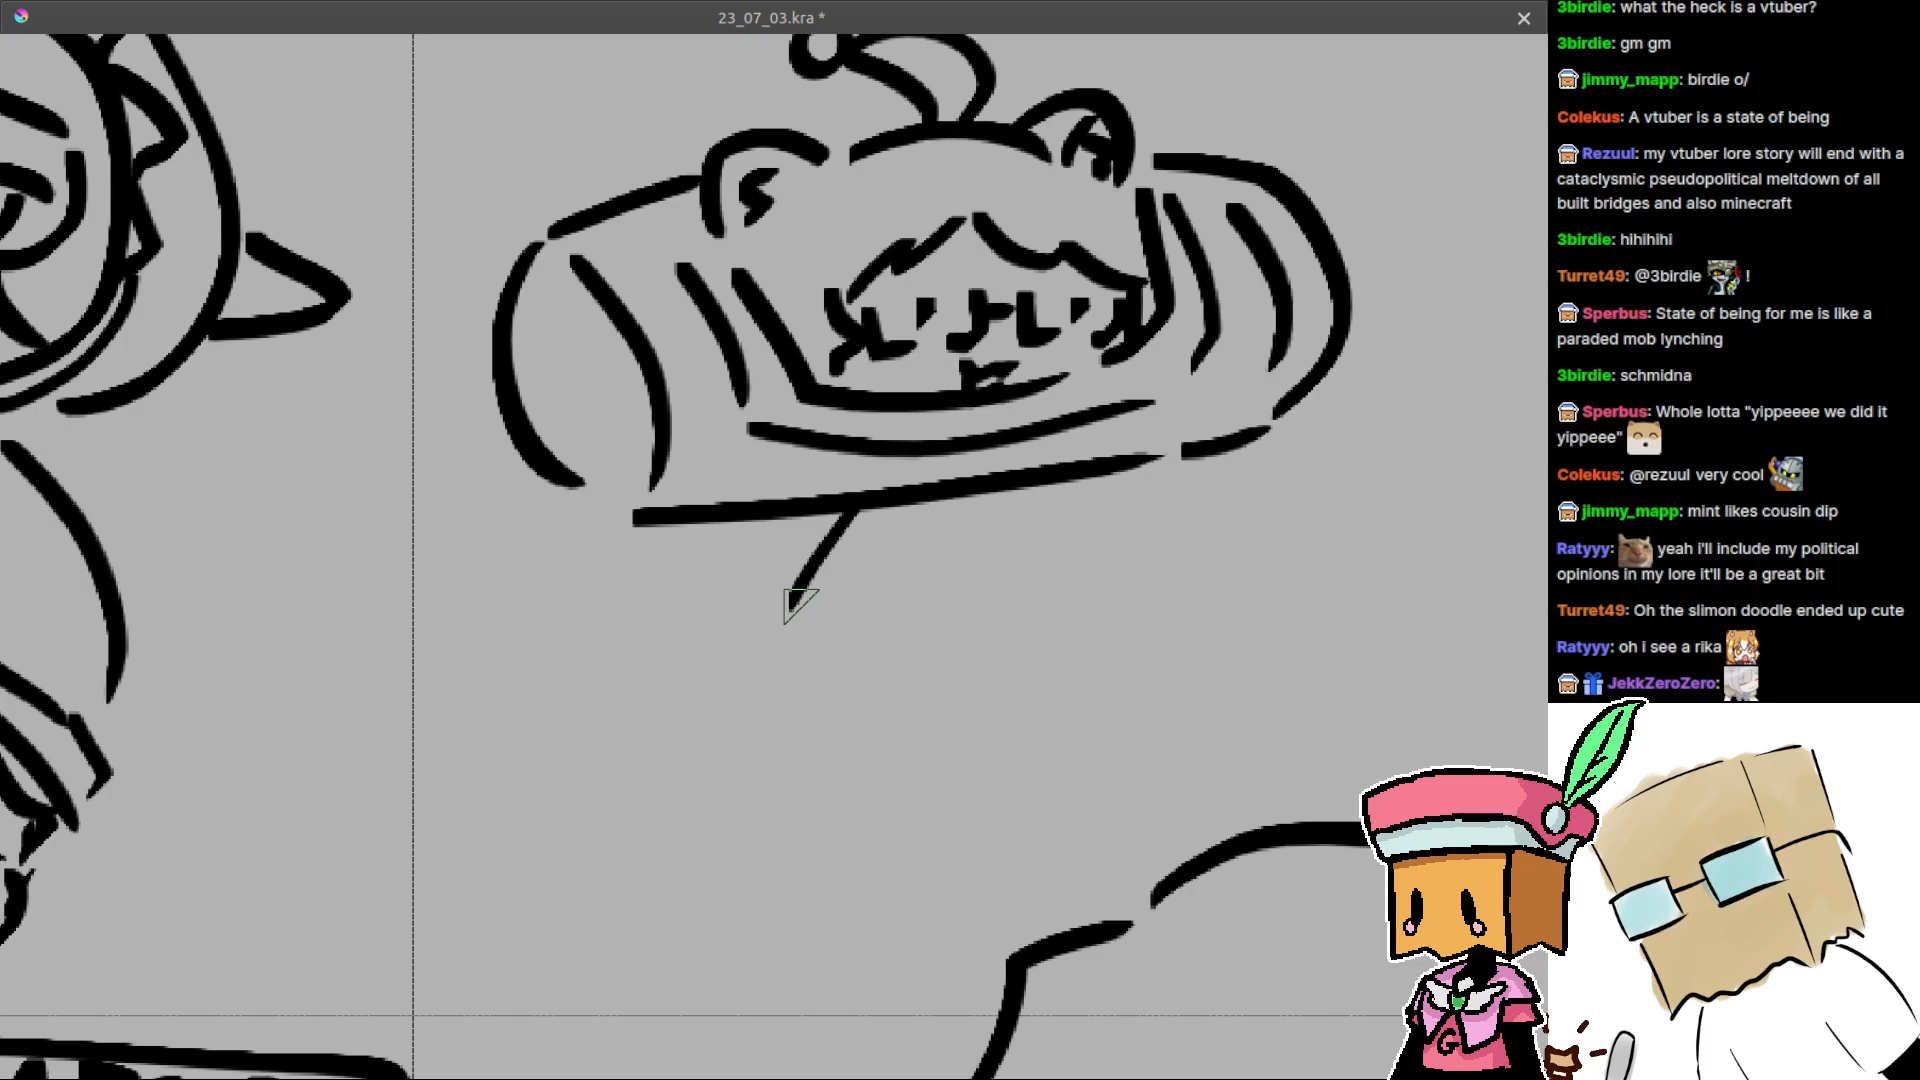 23_07_03.kra *
3birdie: what the heck is a vtuber?
3birdie: gm gm
jimmy_mapp: birdie o/
Colekus: A vtuber is a state of being
Rezuul: my vtuber lore story will end with a
cataclysmic pseudopolitical meltdown of all
built bridges and also minecraft
3birdie: hihihihi
Turret49: @3birdie !
Sperbus: State of being for me is like a
paraded mob lynching
3birdie: schmidna
Sperbus: Whole lotta "yippeeee we did it
yippeee"
Colekus: @rezuul very cool
jimmy_mapp: mint likes cousin dip
Ratyyy: yeah i'll include my political
opinions in my lore it'll be a great bit
Turret49: Oh the slimon doodle ended up cute
Ratyyy: oh i see a rika
JekkZeroZero:
G